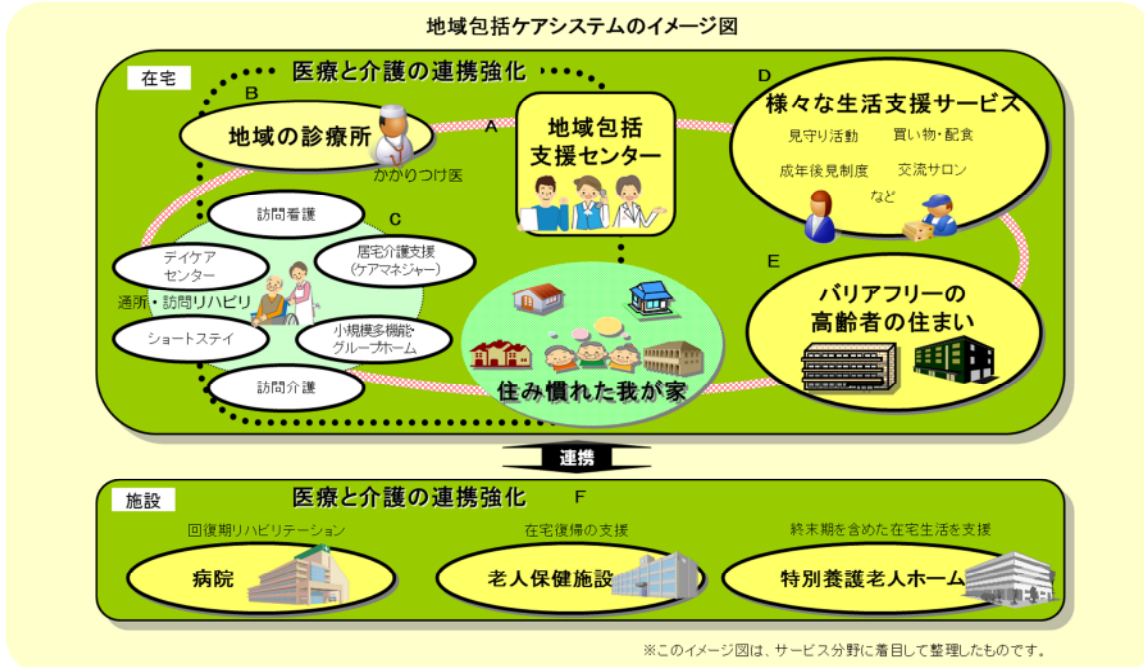 地域包括ケアシステムのイメージ図
在宅
医療と介護の連携強化
B
地域の診療所
かかりつけ医
A
地域包括
支援センター
D
様々な生活支援サービス
見守り活動
買い物・配食
成年後見制度
交流サロン
など
訪問看護
C
デイケア
センター
居宅介護支援
(ケアマネジャー)
通所・訪問リハビリ
ショートステイ
小規模多機能・
グループホーム
訪問介護
住み慣れた我が家
E
バリアフリーの
高齢者の住まい
連携
施設
医療と介護の連携強化
F
回復期リハビリテーション
病院
在宅復帰の支援
老人保健施設
終末期を含めた在宅生活を支援
特別養護老人ホーム
※このイメージ図は、サービス分野に着目して整理したものです。